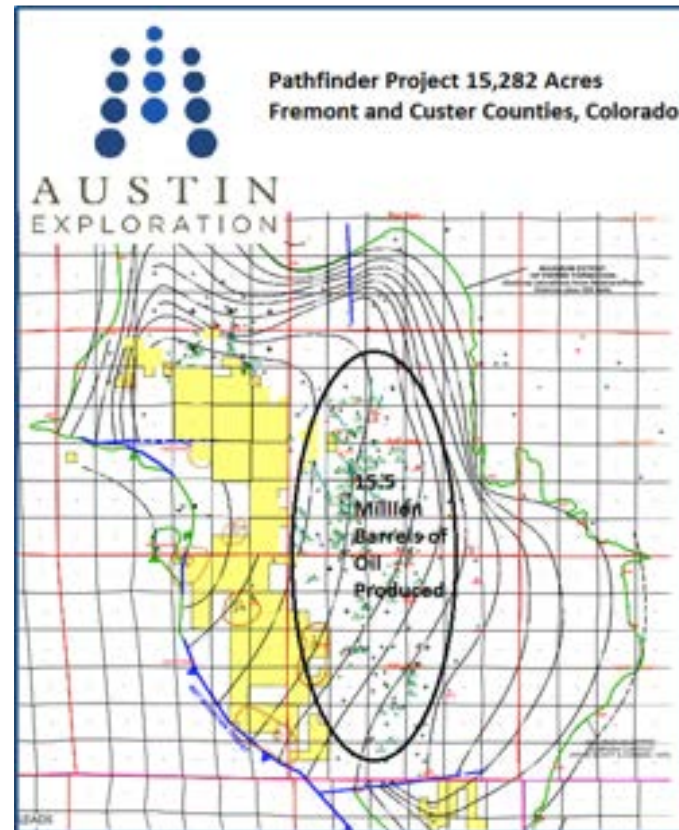 Pathfinder Project 15,282 Acres
Fremont and Custer Counties, Colorado
AUSTIN
EXPLORATION
15.5
Million
Barrels of
Oil
Produced
LEADS